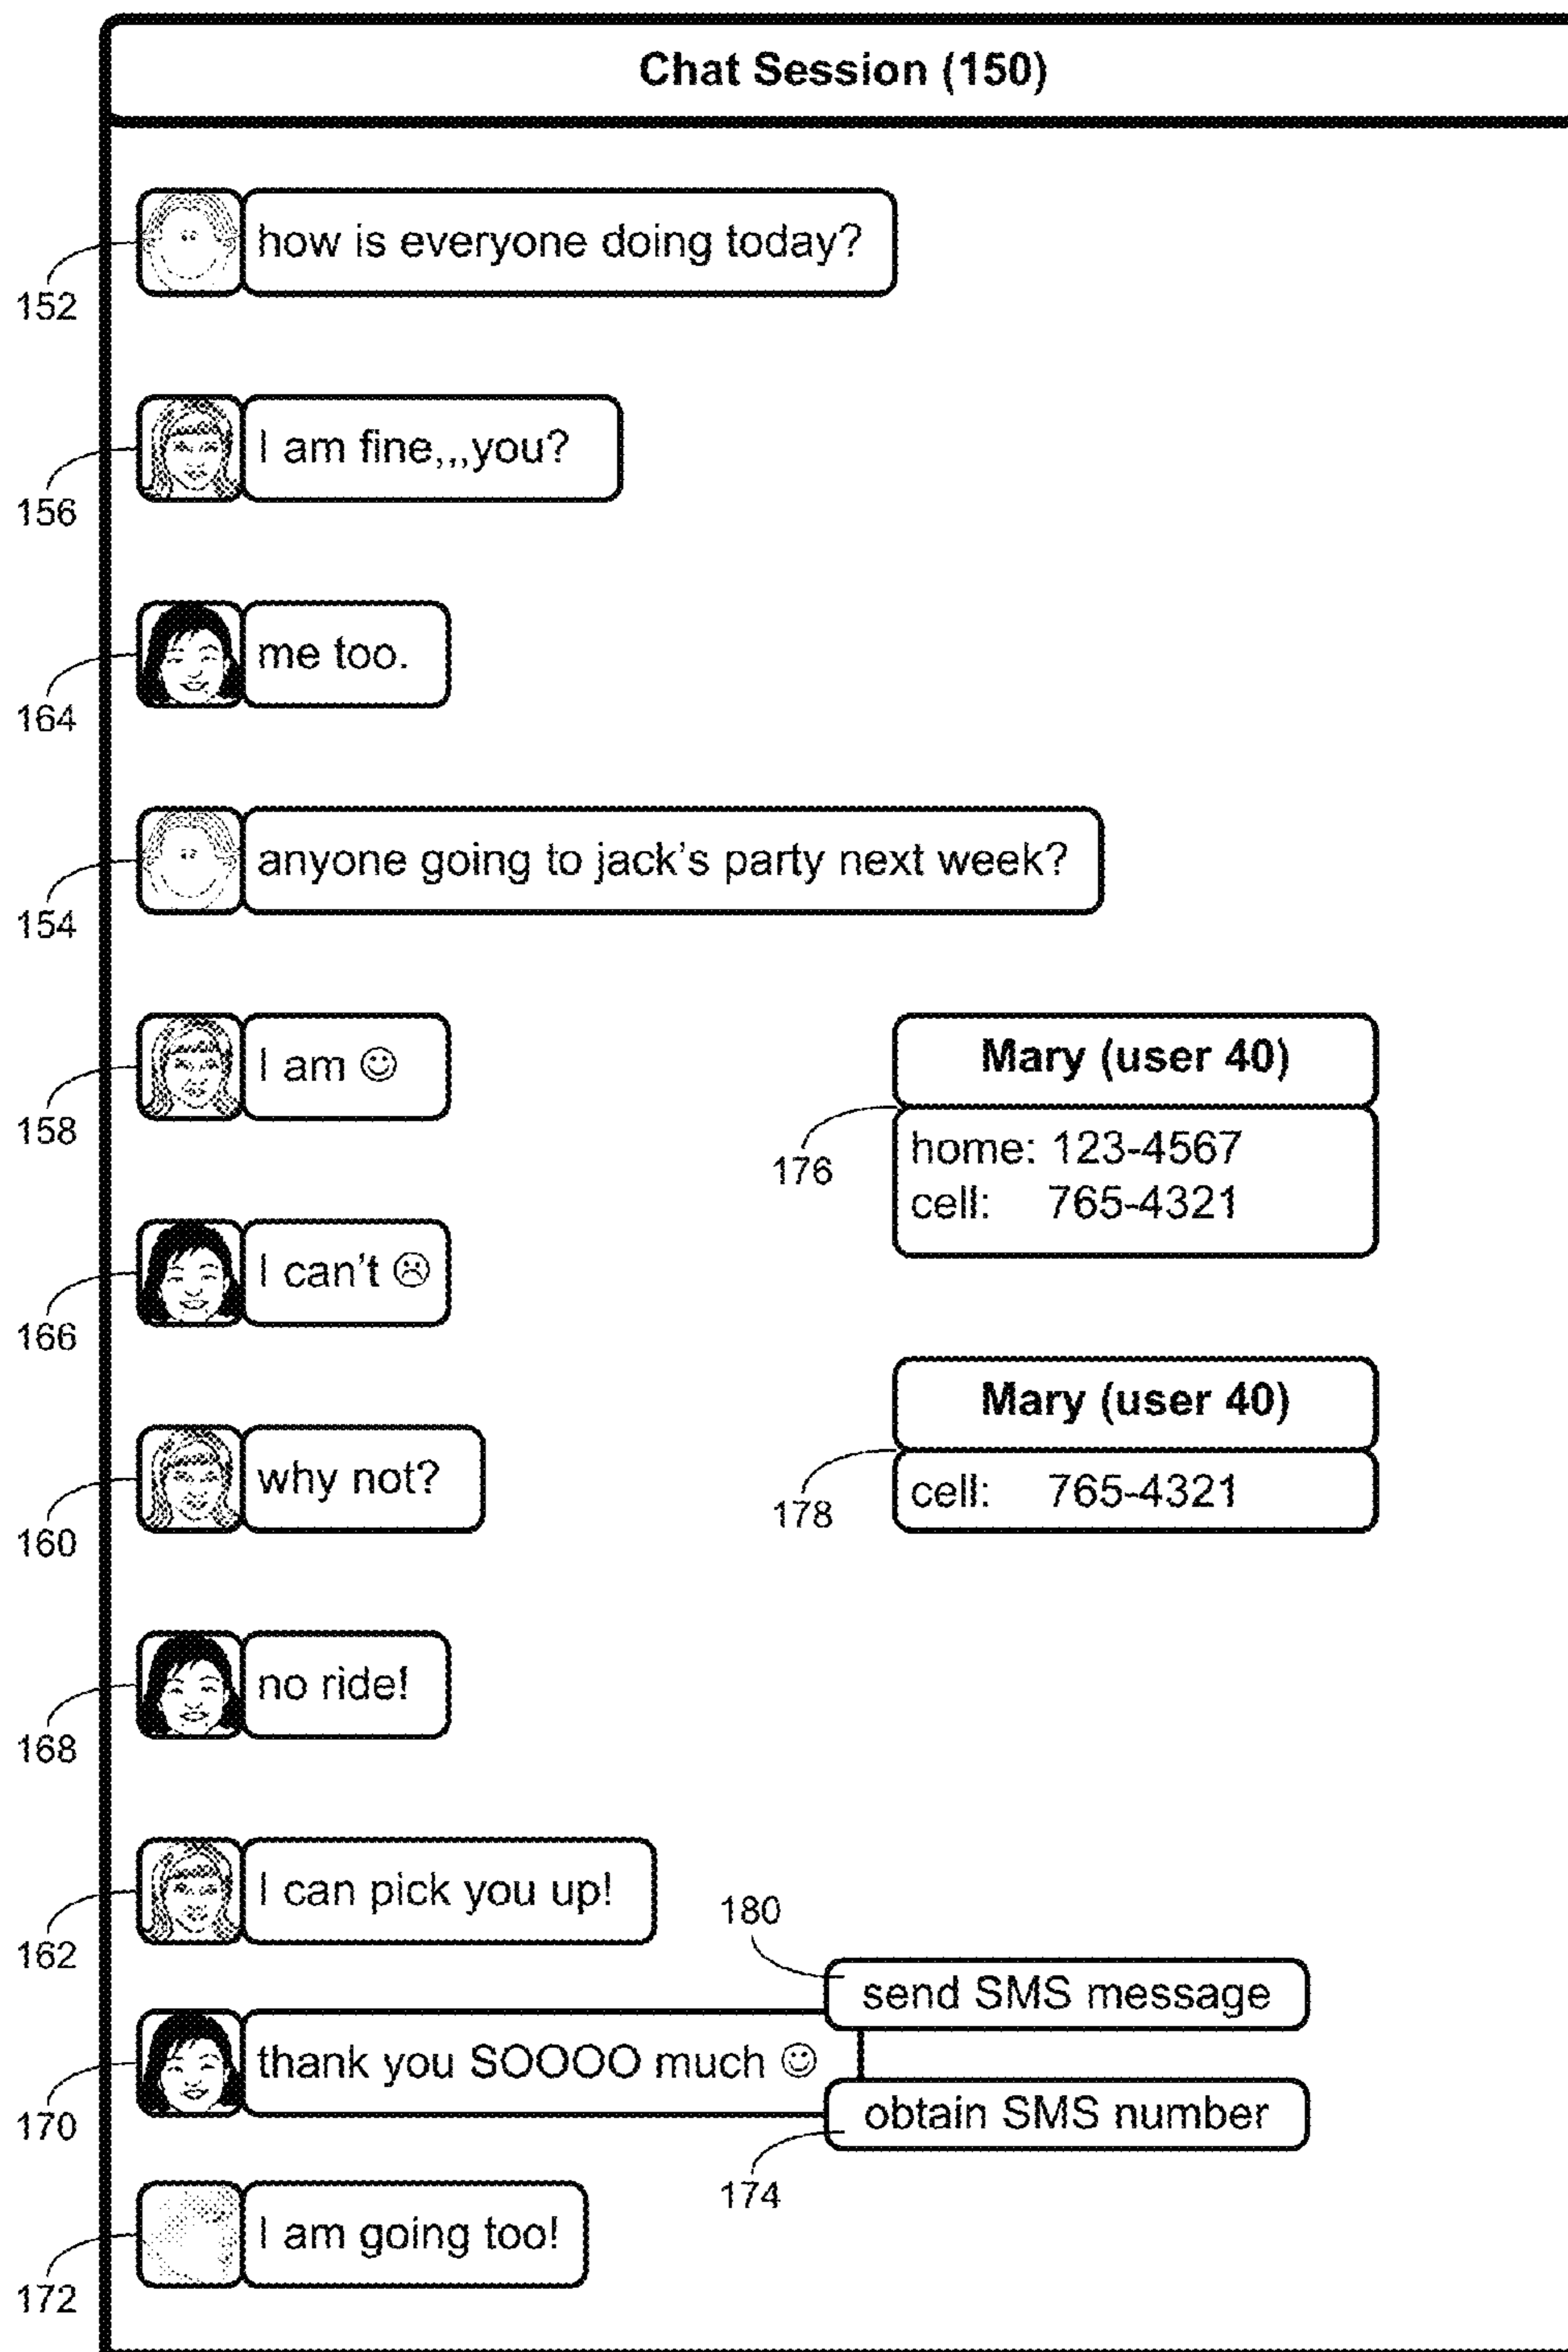 Chat Session (150)
how is everyone doing today?
152
I am fine,,,you?
156
me too.
164
anyone going to jack's party next week?
154
I am ☺
158
Mary (user 40)
home: 123-4567
cell: 765-4321
176
I can't ☹
166
Mary (user 40)
cell: 765-4321
178
why not?
160
no ride!
168
I can pick you up!
162
180
send SMS message
thank you SOOOO much ☺
170
obtain SMS number
174
I am going too!
172